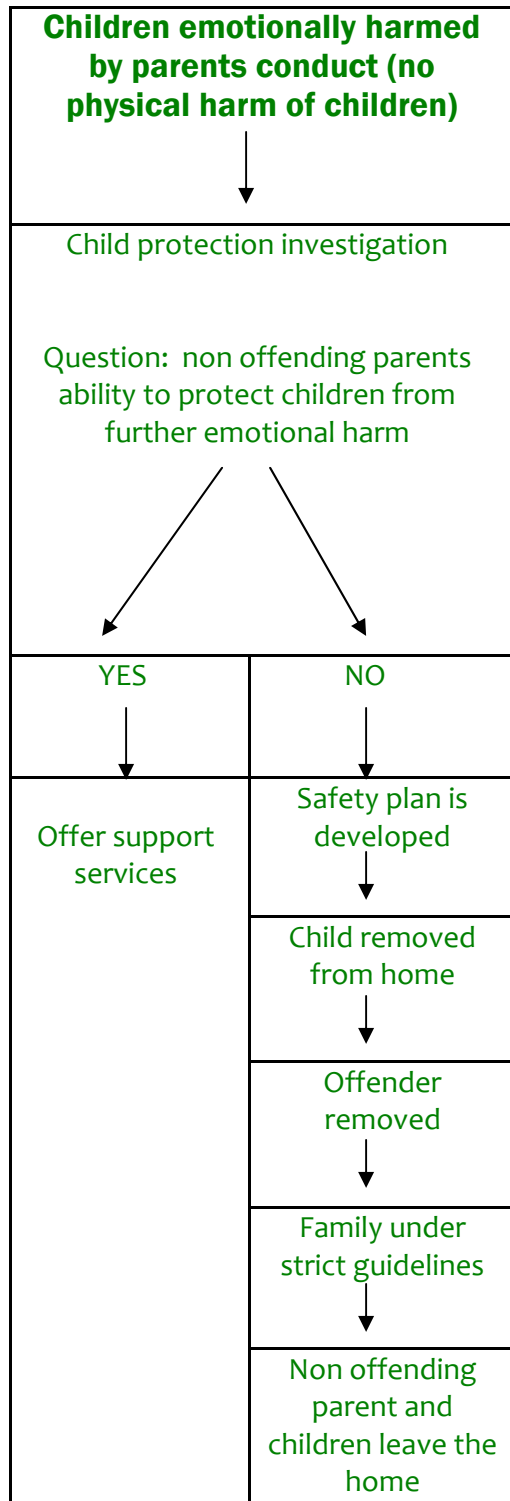 Children emotionally harmed
by parents conduct (no
physical harm of children)
Child protection investigation
Question: non offending parents
ability to protect children from
further emotional harm
YES
NO
Offer support
services
Safety plan is
developed
Child removed
from home
Offender
removed
Family under
strict guidelines
Non offending
parent and
children leave the
home